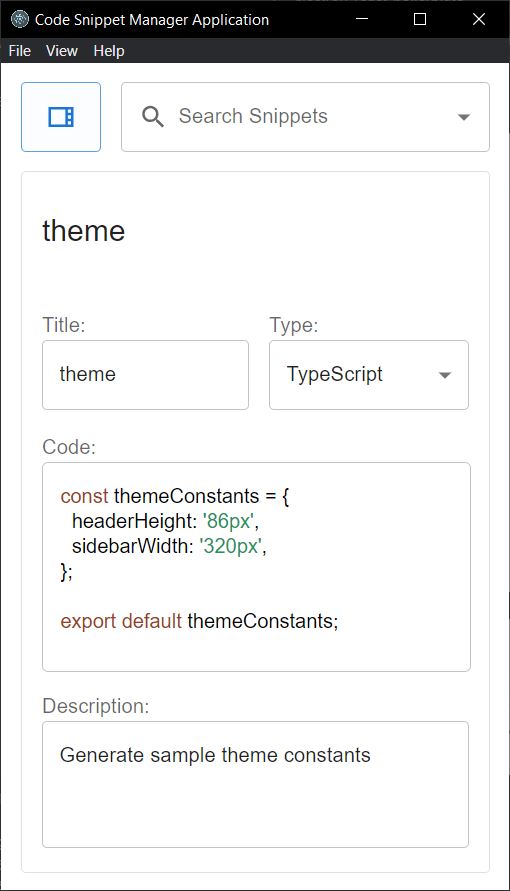 Code Snippet Manager Application
File View Help
Search Snippets
theme
Title: Type:
theme TypeScript
Code:
const themeConstants = {
  headerHeight: '86px',
  sidebarWidth: '320px',
};
export default themeConstants;
Description:
Generate sample theme constants